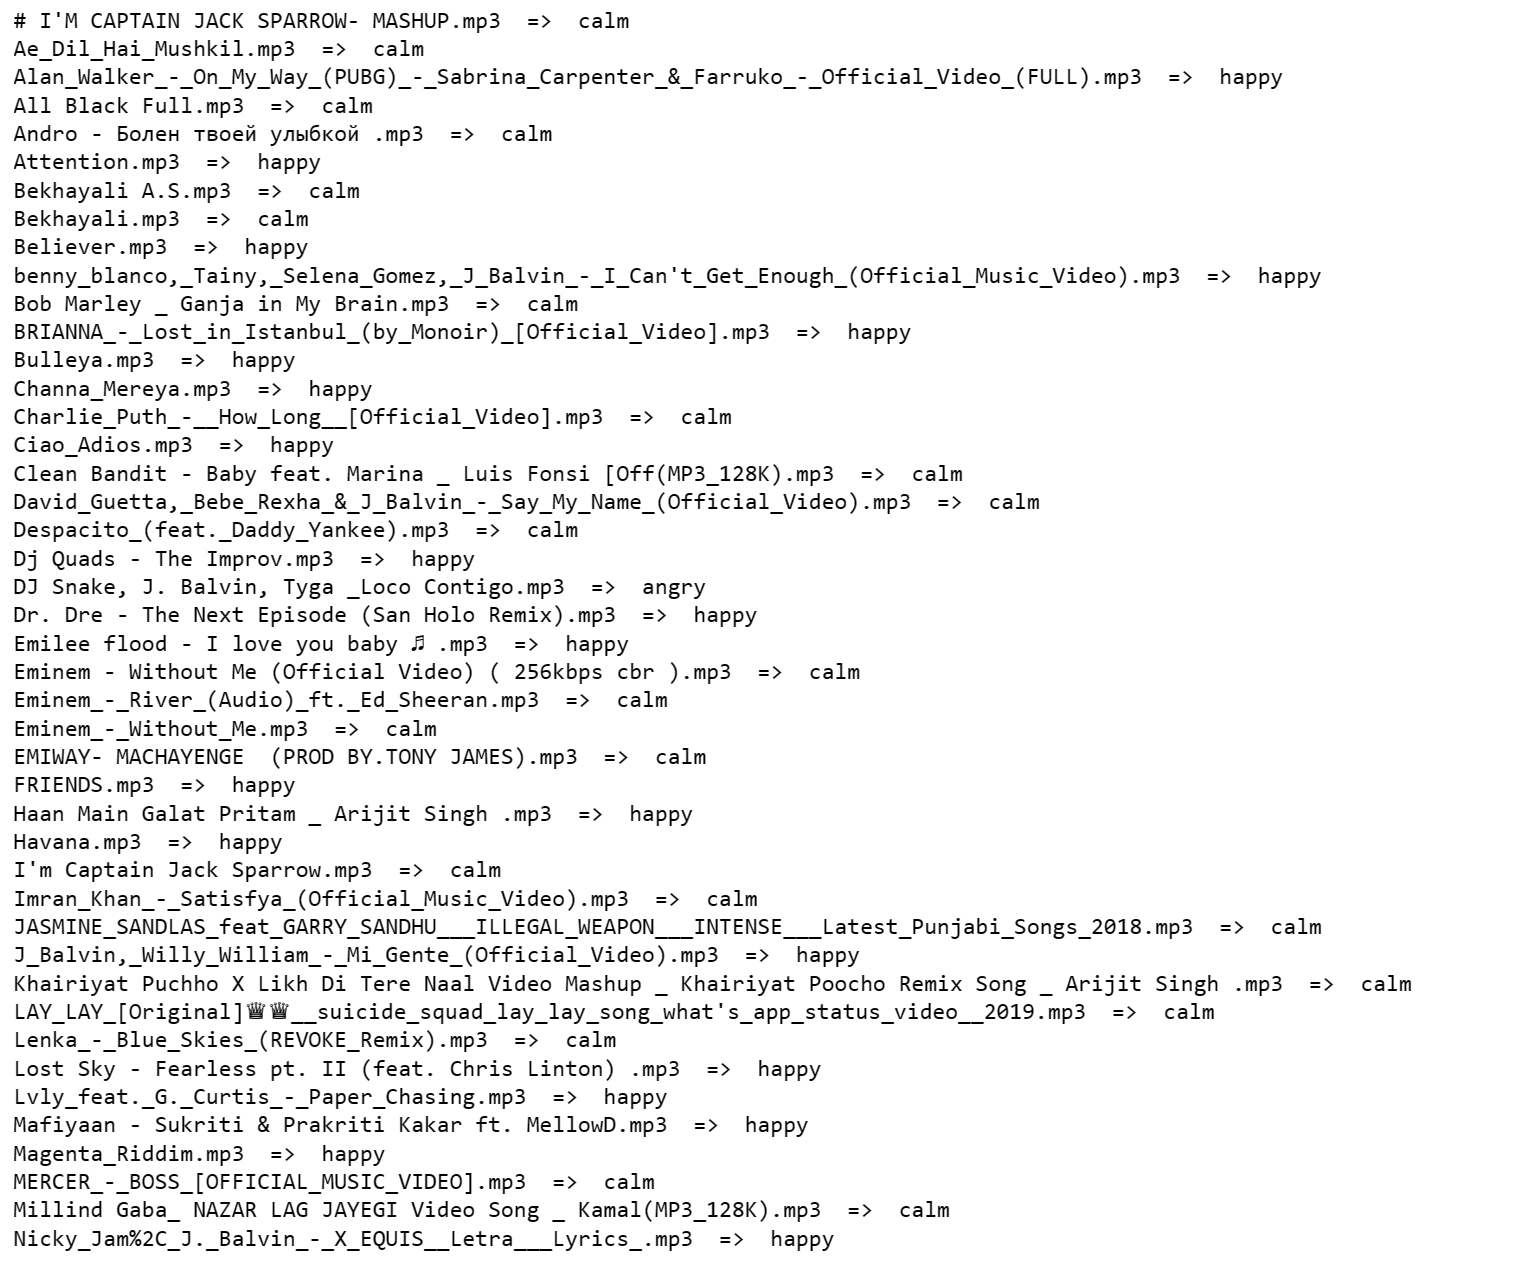 # I'M CAPTAIN JACK SPARROW- MASHUP.mp3  =>  calm
Ae_Dil_Hai_Mushkil.mp3  =>  calm
Alan_Walker_-_On_My_Way_(PUBG)_-_Sabrina_Carpenter_&_Farruko_-_Official_Video_(FULL).mp3  =>  happy
All Black Full.mp3  =>  calm
Andro - Болен твоей улыбкой .mp3  =>  calm
Attention.mp3  =>  happy
Bekhayali A.S.mp3  =>  calm
Bekhayali.mp3  =>  calm
Believer.mp3  =>  happy
benny_blanco,_Tainy,_Selena_Gomez,_J_Balvin_-_I_Can't_Get_Enough_(Official_Music_Video).mp3  =>  happy
Bob Marley _ Ganja in My Brain.mp3  =>  calm
BRIANNA_-_Lost_in_Istanbul_(by_Monoir)_[Official_Video].mp3  =>  happy
Bulleya.mp3  =>  happy
Channa_Mereya.mp3  =>  happy
Charlie_Puth_-__How_Long__[Official_Video].mp3  =>  calm
Ciao_Adios.mp3  =>  happy
Clean Bandit - Baby feat. Marina _ Luis Fonsi [Off(MP3_128K).mp3  =>  calm
David_Guetta,_Bebe_Rexha_&_J_Balvin_-_Say_My_Name_(Official_Video).mp3  =>  calm
Despacito_(feat._Daddy_Yankee).mp3  =>  calm
Dj Quads - The Improv.mp3  =>  happy
DJ Snake, J. Balvin, Tyga _Loco Contigo.mp3  =>  angry
Dr. Dre - The Next Episode (San Holo Remix).mp3  =>  happy
Emilee flood - I love you baby ♬ .mp3  =>  happy
Eminem - Without Me (Official Video) ( 256kbps cbr ).mp3  =>  calm
Eminem_-_River_(Audio)_ft._Ed_Sheeran.mp3  =>  calm
Eminem_-_Without_Me.mp3  =>  calm
EMIWAY- MACHAYENGE  (PROD BY.TONY JAMES).mp3  =>  calm
FRIENDS.mp3  =>  happy
Haan Main Galat Pritam _ Arijit Singh .mp3  =>  happy
Havana.mp3  =>  happy
I'm Captain Jack Sparrow.mp3  =>  calm
Imran_Khan_-_Satisfya_(Official_Music_Video).mp3  =>  calm
JASMINE_SANDLAS_feat_GARRY_SANDHU___ILLEGAL_WEAPON___INTENSE___Latest_Punjabi_Songs_2018.mp3  =>  calm
J_Balvin,_Willy_William_-_Mi_Gente_(Official_Video).mp3  =>  happy
Khairiyat Puchho X Likh Di Tere Naal Video Mashup _ Khairiyat Poocho Remix Song _ Arijit Singh .mp3  =>  calm
LAY_LAY_[Original]♛♛__suicide_squad_lay_lay_song_what's_app_status_video__2019.mp3  =>  calm
Lenka_-_Blue_Skies_(REVOKE_Remix).mp3  =>  calm
Lost Sky - Fearless pt. II (feat. Chris Linton) .mp3  =>  happy
Lvly_feat._G._Curtis_-_Paper_Chasing.mp3  =>  happy
Mafiyaan - Sukriti & Prakriti Kakar ft. MellowD.mp3  =>  happy
Magenta_Riddim.mp3  =>  happy
MERCER_-_BOSS_[OFFICIAL_MUSIC_VIDEO].mp3  =>  calm
Millind Gaba_ NAZAR LAG JAYEGI Video Song _ Kamal(MP3_128K).mp3  =>  calm
Nicky_Jam%2C_J._Balvin_-_X_EQUIS__Letra___Lyrics_.mp3  =>  happy